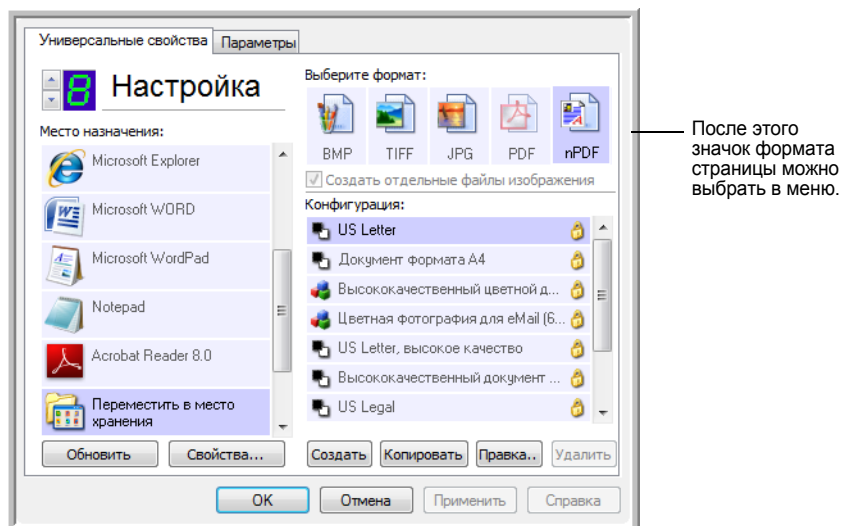 Универсальные свойства
Параметры
8
Настройка
Выберите формат:
BMP
TIFF
JPG
PDF
nPDF
Создать отдельные файлы изображения
Место назначения:
Microsoft Explorer
Microsoft WORD
Microsoft WordPad
Notepad
Acrobat Reader 8.0
Переместить в место
хранения
Конфигурация:
US Letter
Документ формата A4
Высококачественный цветной д...
Цветная фотография для eMail (6...
US Letter, высокое качество
Высококачественный документ ...
US Legal
Обновить
Свойства...
Создать
Копировать
Правка..
Удалить
OK
Отмена
Применить
Справка
После этого
значок формата
страницы можно
выбрать в меню.